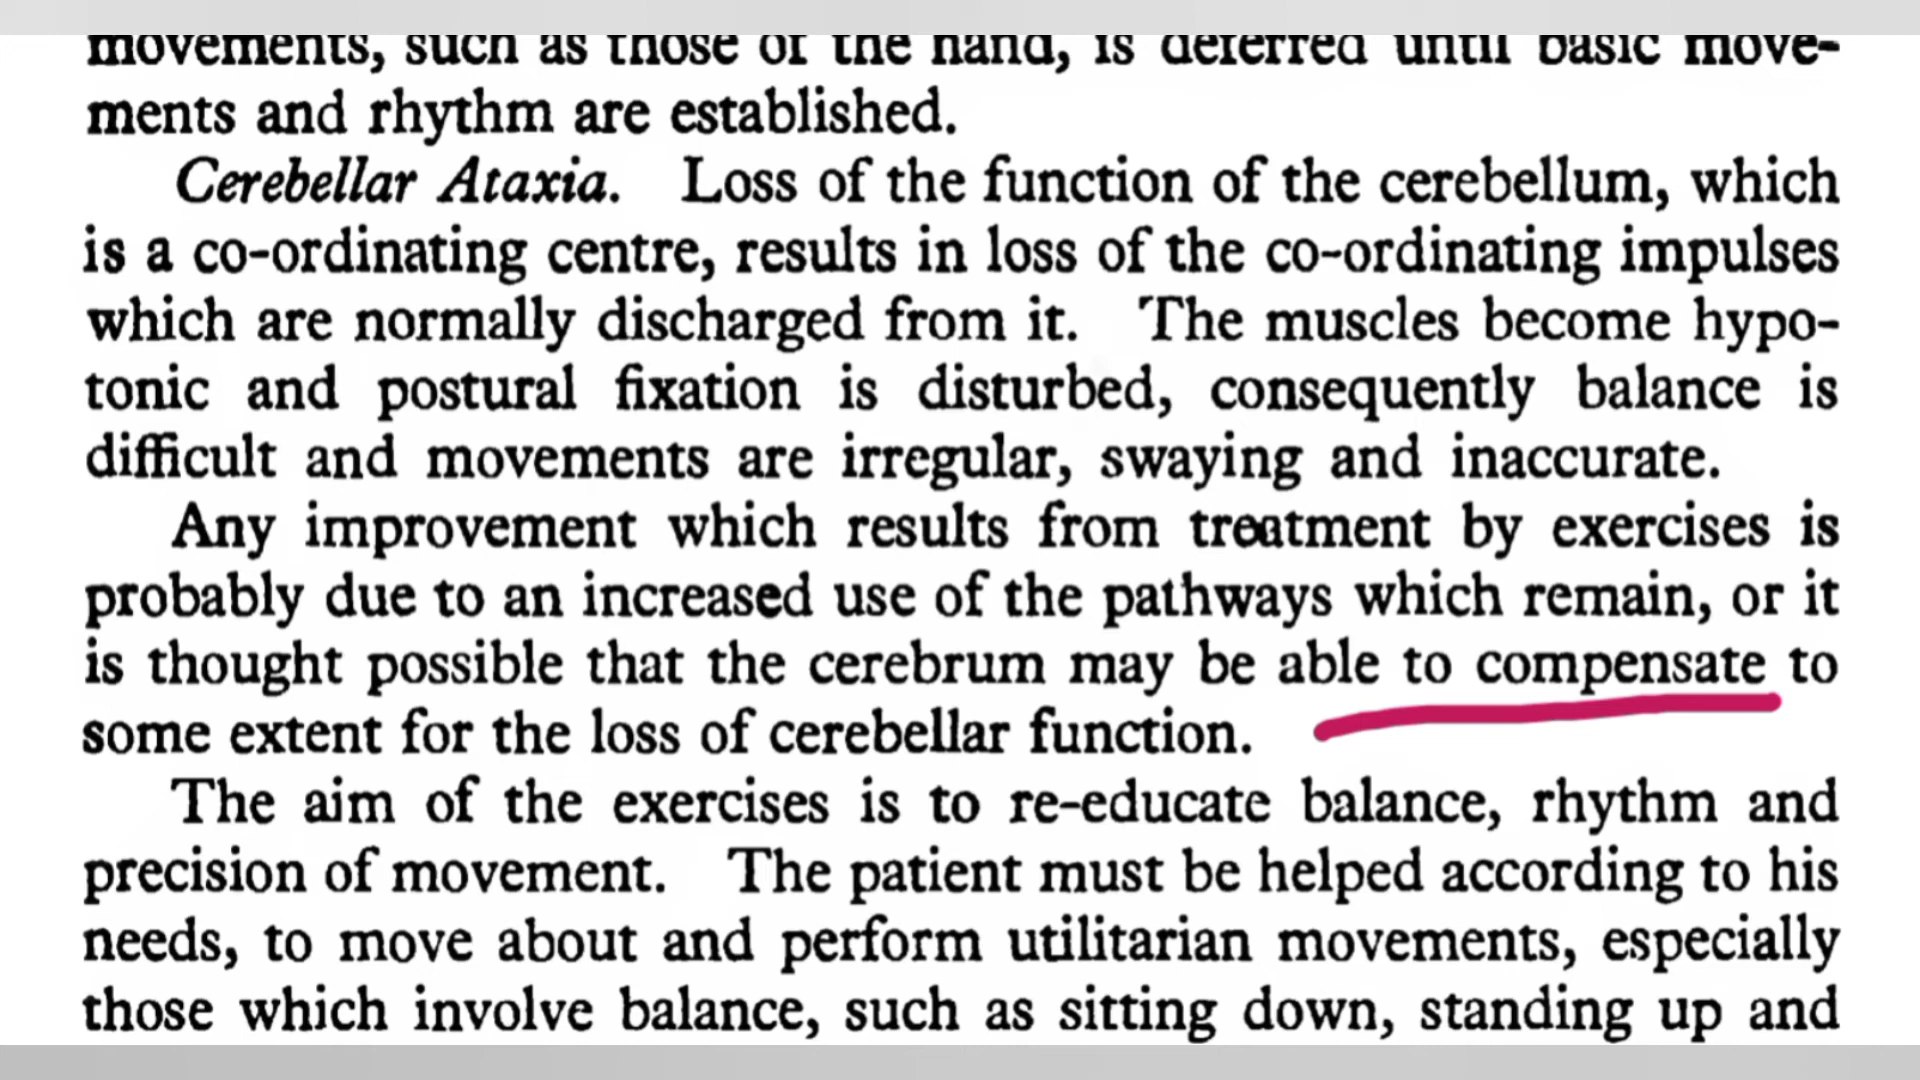 movements, such as those of the hand, is deferred until basic move-
ments and rhythm are established.
Cerebellar Ataxia. Loss of the function of the cerebellum, which
is a co-ordinating centre, results in loss of the co-ordinating impulses
which are normally discharged from it. The muscles become hypo-
tonic and postural fixation is disturbed, consequently balance is
difficult and movements are irregular, swaying and inaccurate.
Any improvement which results from treatment by exercises is
probably due to an increased use of the pathways which remain, or it
is thought possible that the cerebrum may be able to compensate to
some extent for the loss of cerebellar function.
The aim of the exercises is to re-educate balance, rhythm and
precision of movement. The patient must be helped according to his
needs, to move about and perform utilitarian movements, especially
those which involve balance, such as sitting down, standing up and